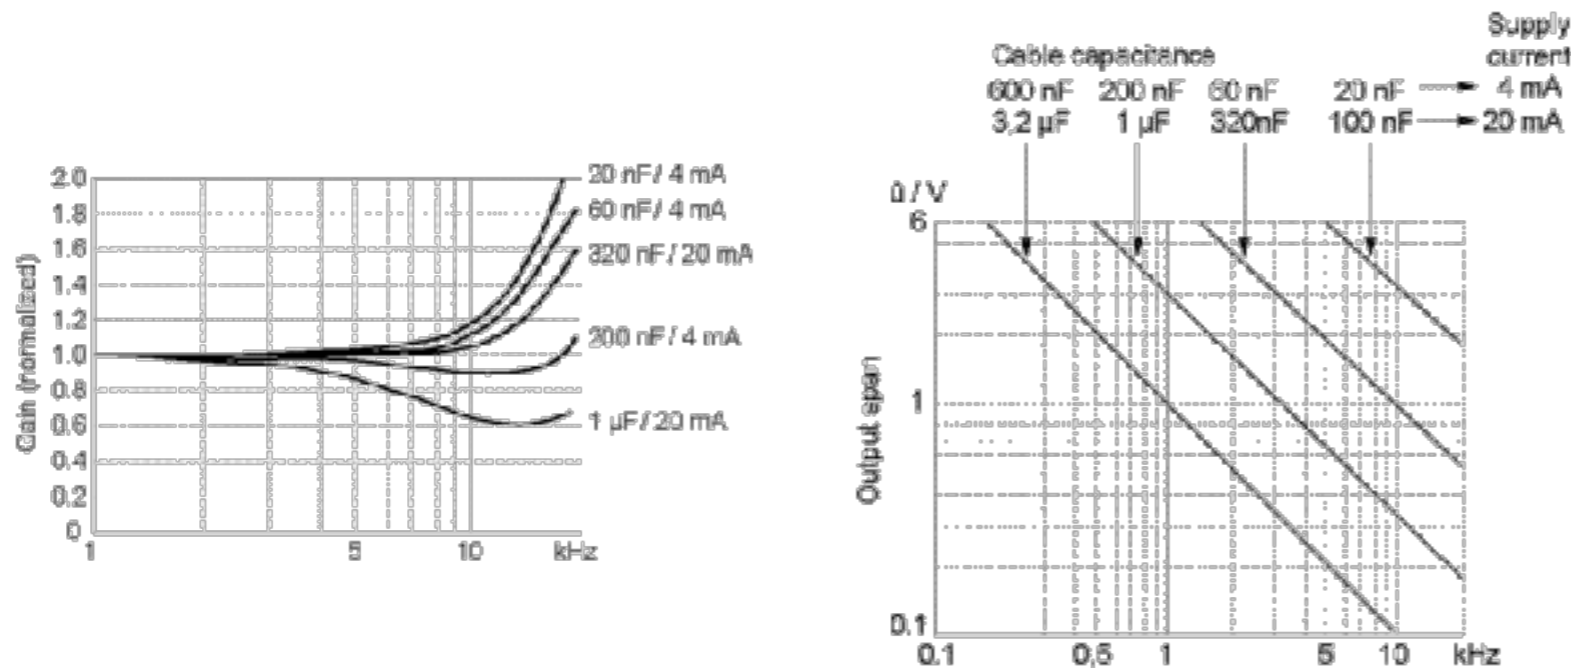 2.0
1.8
1.6
1.4
1.2
1.0
0.8
0.6
0.4
0.2
0
Gain (normalized)
1
5
10
kHz
20 nF / 4 mA
60 nF / 4 mA
320 nF / 20 mA
200 nF / 4 mA
1 µF / 20 mA
Supply
current
Cable capacitance
600 nF 200 nF 60 nF 20 nF 4 mA
3,2 µF 1 µF 320nF 100 nF 20 mA
û / V
6
1
0.1
Output span
0.1
0,5
1
5
10
kHz